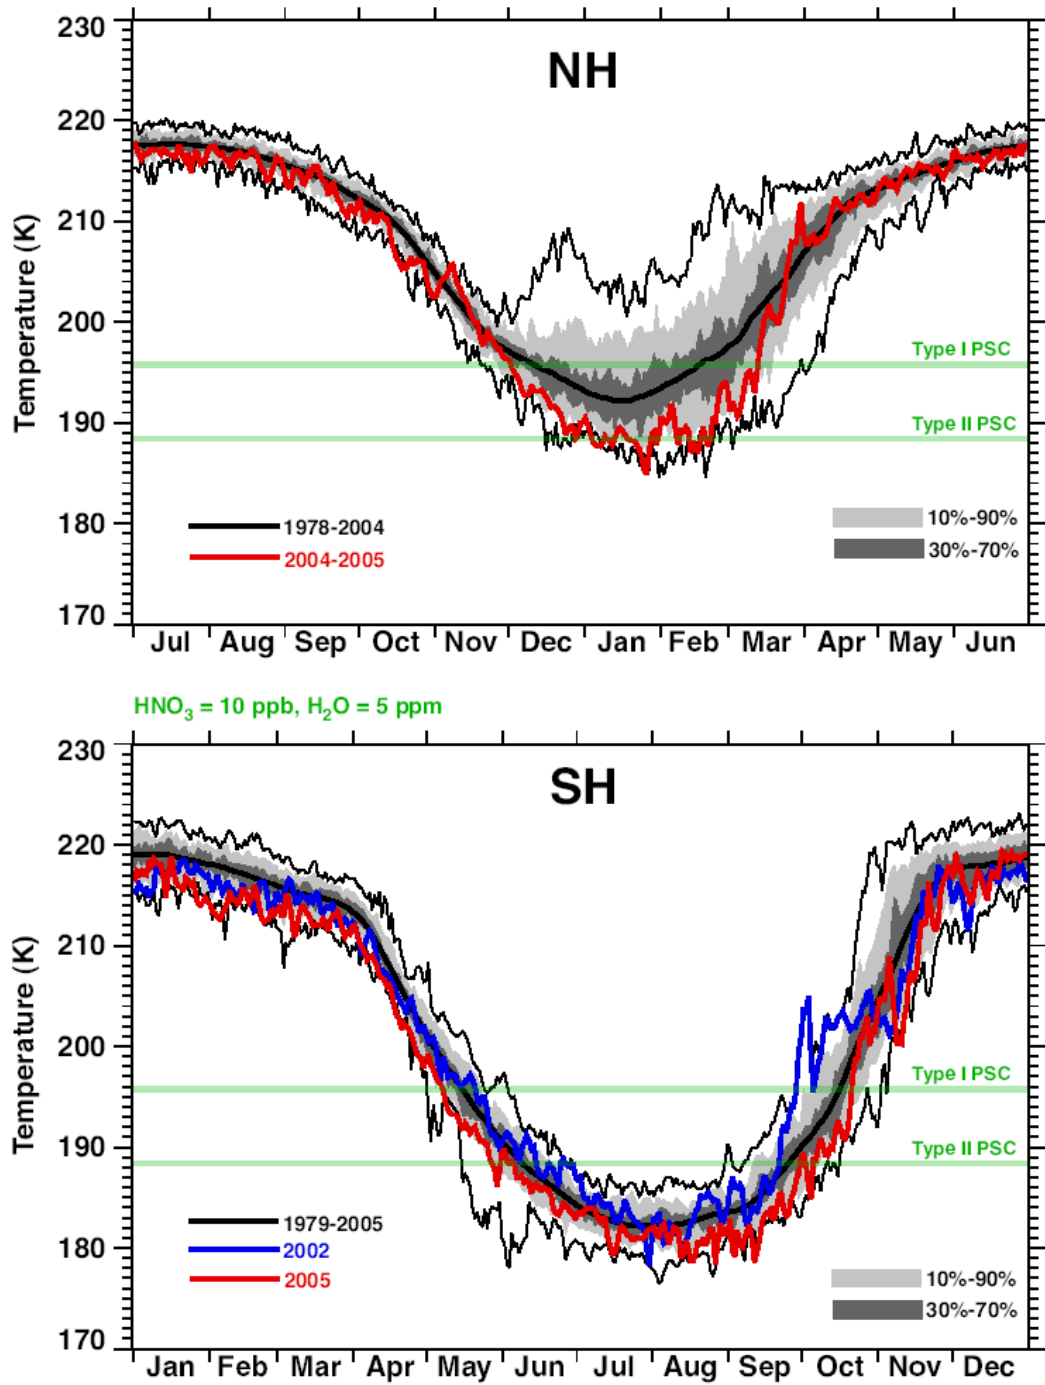 NH
230
220
210
200
190
180
170
Temperature (K)
Type I PSC
Type II PSC
1978-2004
2004-2005
10%-90%
30%-70%
Jul Aug Sep Oct Nov Dec Jan Feb Mar Apr May Jun
HNO₃ = 10 ppb, H₂O = 5 ppm
SH
230
220
210
200
190
180
170
Temperature (K)
Type I PSC
Type II PSC
1979-2005
2002
2005
10%-90%
30%-70%
Jan Feb Mar Apr May Jun Jul Aug Sep Oct Nov Dec